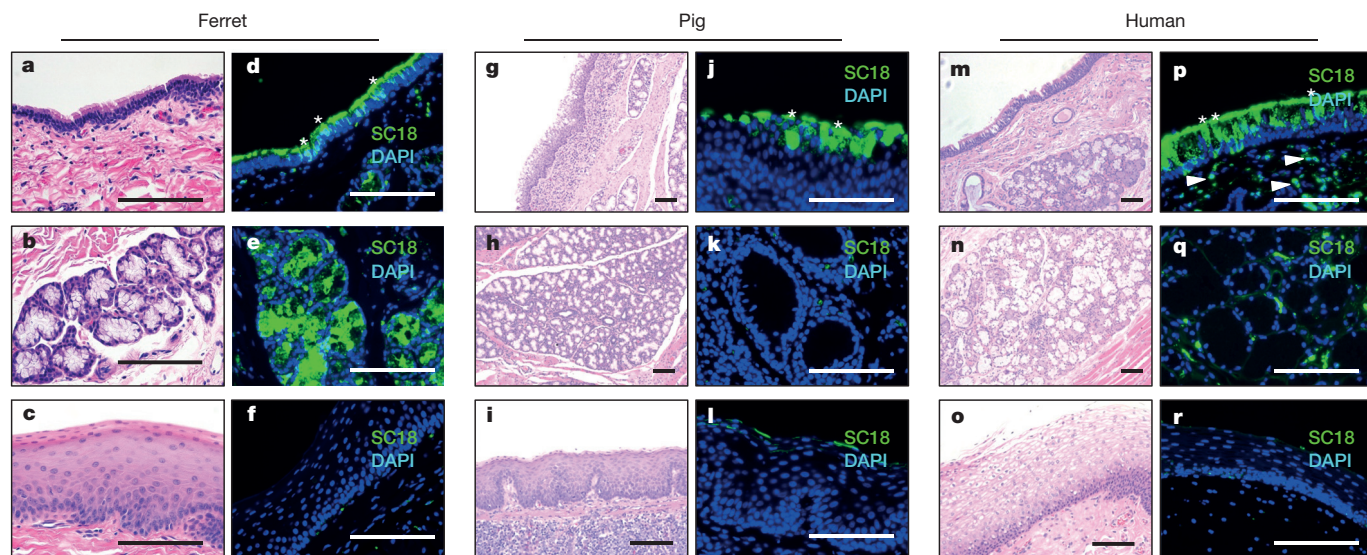 Ferret
Pig
Human
a
d
SC18
DAPI
g
j
SC18
DAPI
m
p
SC18
DAPI
b
e
SC18
DAPI
h
k
SC18
DAPI
n
q
SC18
DAPI
c
f
SC18
DAPI
i
l
SC18
DAPI
o
r
SC18
DAPI